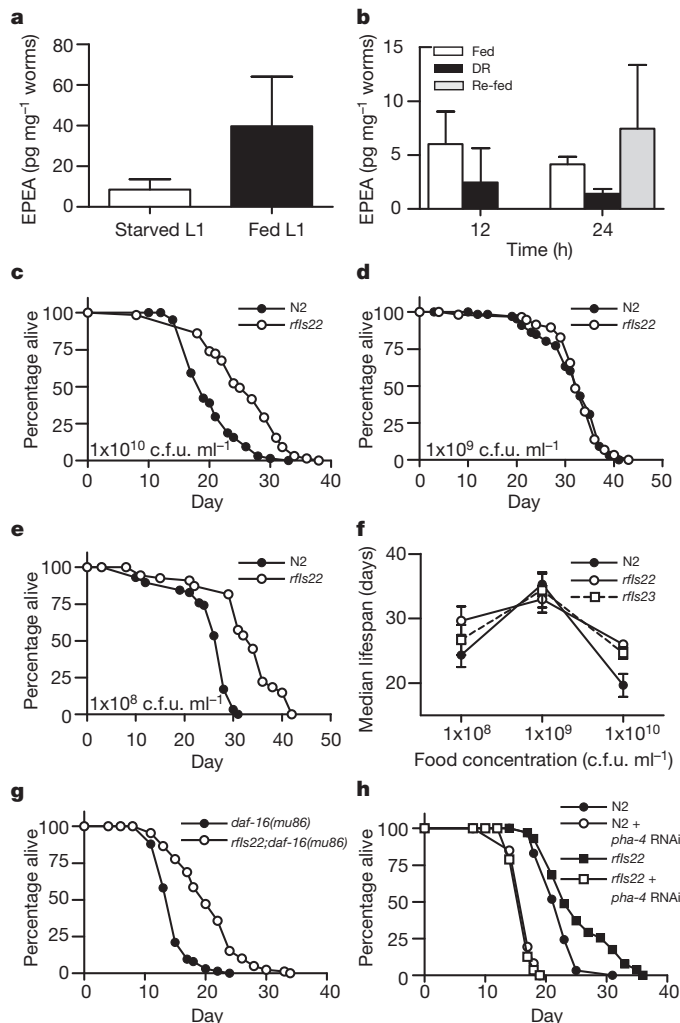 a
EPEA (pg mg⁻¹ worms)
80
60
40
20
0
Starved L1 Fed L1
b
EPEA (pg mg⁻¹ worms)
15
10
5
0
Fed
DR
Re-fed
12 24
Time (h)
c
Percentage alive
100
75
50
25
0
N2
rfIs22
1x10¹⁰ c.f.u. ml⁻¹
0 10 20 30 40
Day
d
Percentage alive
100
75
50
25
0
N2
rfIs22
1x10⁹ c.f.u. ml⁻¹
0 10 20 30 40 50
Day
e
Percentage alive
100
75
50
25
0
N2
rfIs22
1x10⁸ c.f.u. ml⁻¹
0 10 20 30 40 50
Day
f
Median lifespan (days)
40
30
20
N2
rfIs22
rfIs23
1x10⁸ 1x10⁹ 1x10¹⁰
Food concentration (c.f.u. ml⁻¹)
g
Percentage alive
100
75
50
25
0
daf-16(mu86)
rfIs22;daf-16(mu86)
0 10 20 30 40
Day
h
Percentage alive
100
75
50
25
0
N2
N2 +
pha-4 RNAi
rfIs22
rfIs22 +
pha-4 RNAi
0 10 20 30 40
Day